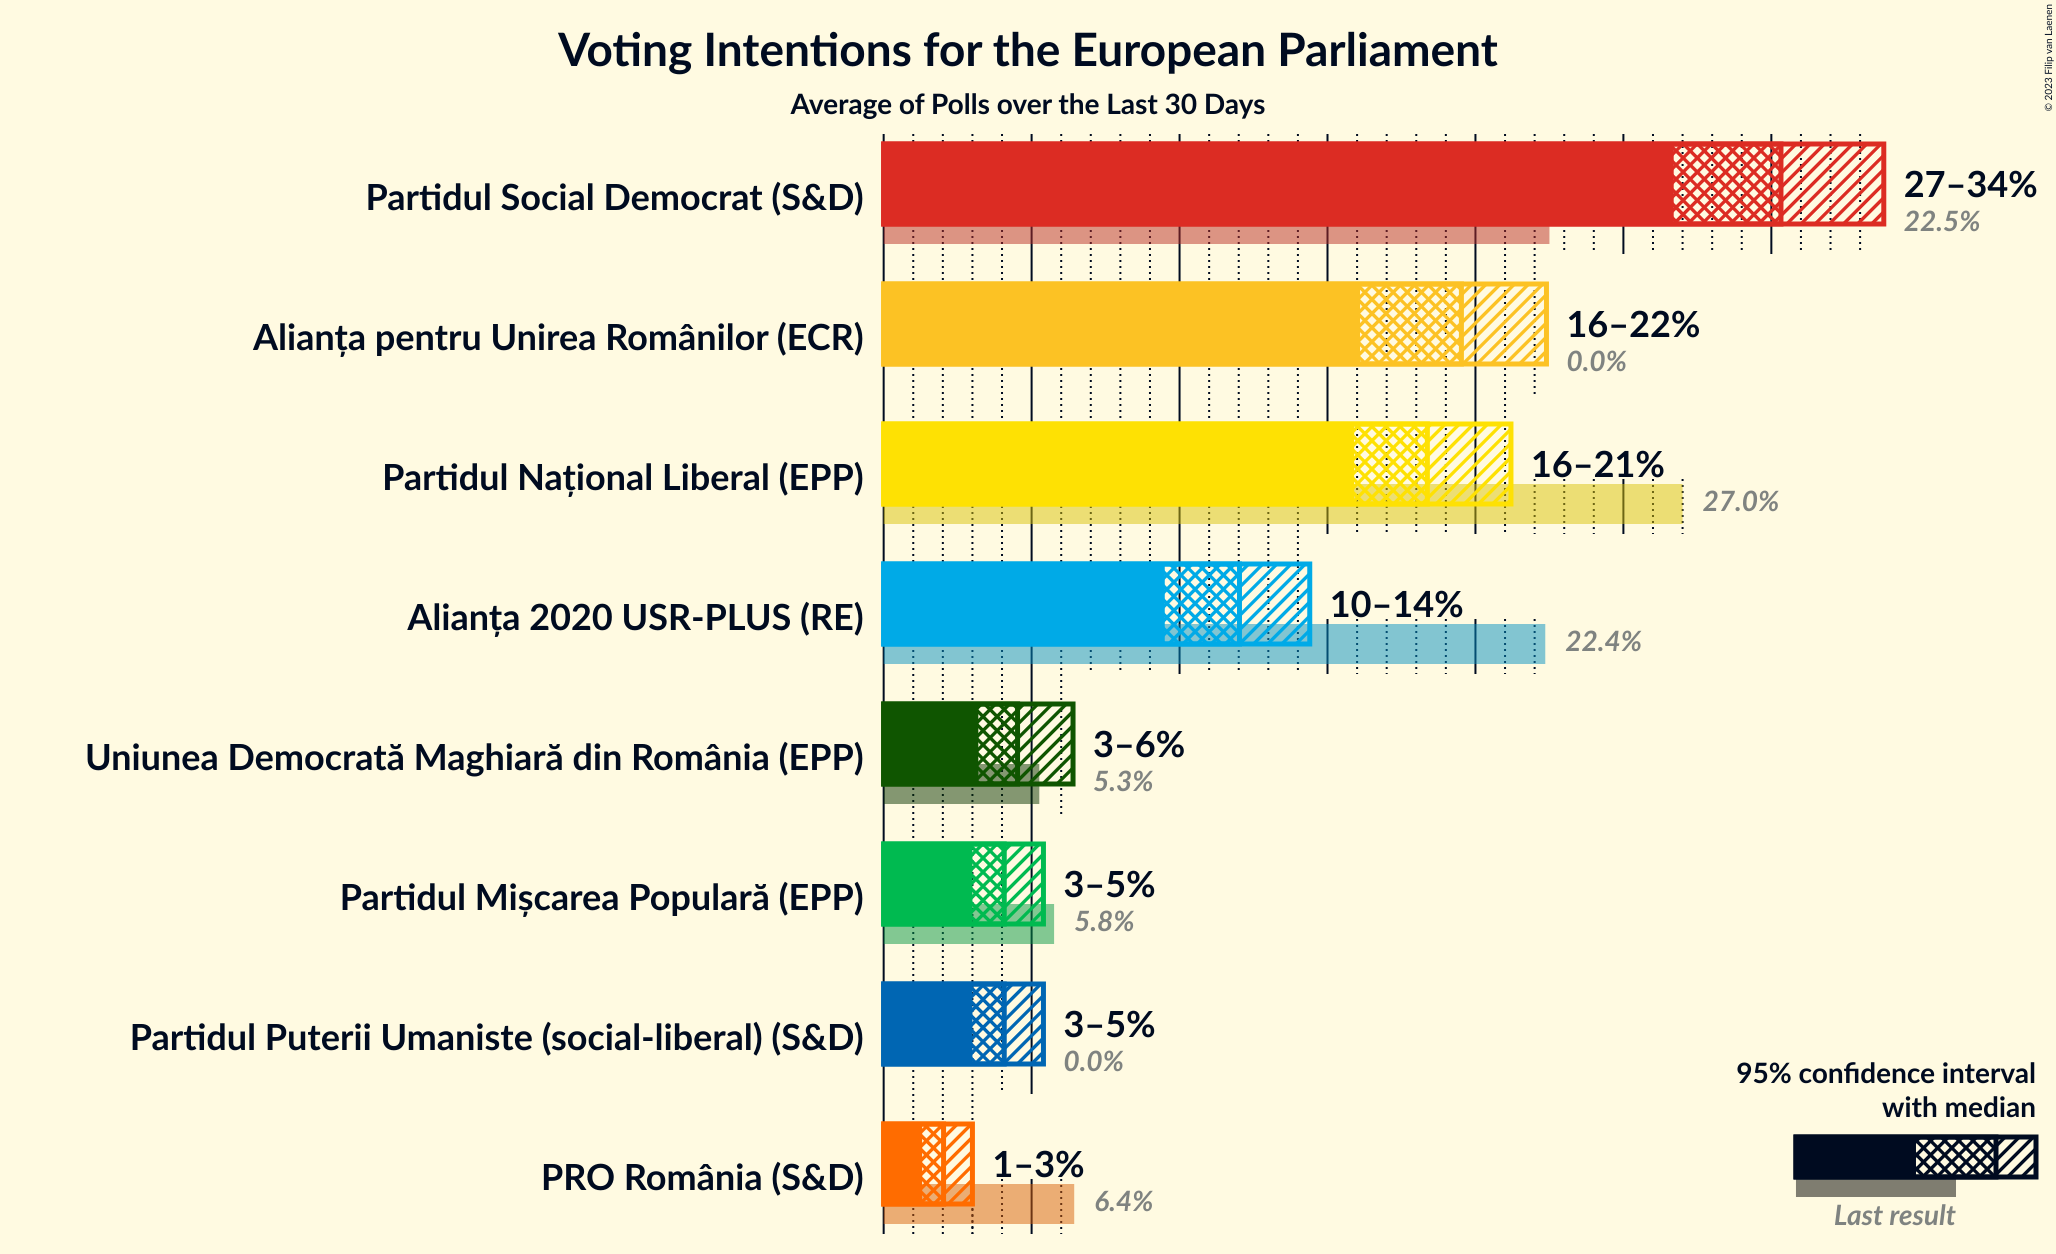 Voting Intentions for the European Parliament
Average of Polls over the Last 30 Days
© 2023 Filip van Laenen
Partidul Social Democrat (S&D)
27–34%
22.5%
Alianța pentru Unirea Românilor (ECR)
16–22%
0.0%
Partidul Național Liberal (EPP)
16–21%
27.0%
Alianța 2020 USR-PLUS (RE)
10–14%
22.4%
Uniunea Democrată Maghiară din România (EPP)
3–6%
5.3%
Partidul Mișcarea Populară (EPP)
3–5%
5.8%
Partidul Puterii Umaniste (social-liberal) (S&D)
3–5%
0.0%
PRO România (S&D)
1–3%
6.4%
95% confidence interval
with median
Last result